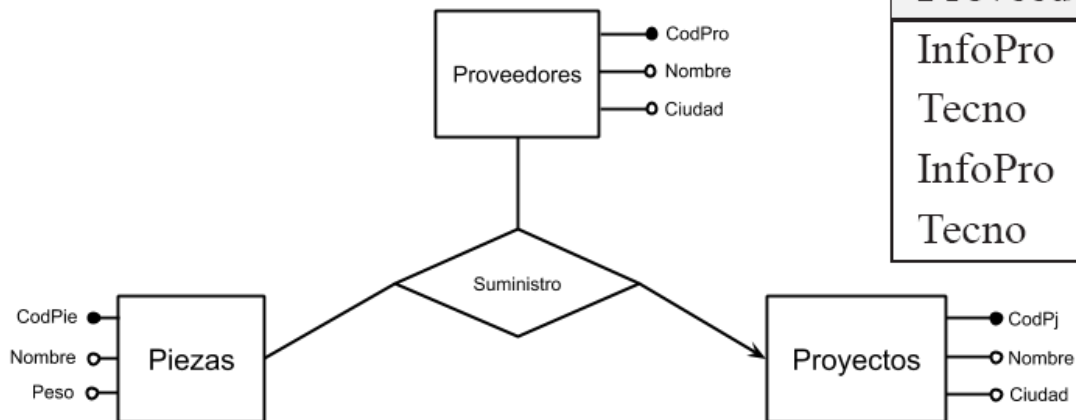 CodPro
Proveedores
Nombre
Ciudad
InfoPro
Tecno
InfoPro
Tecno
Suministro
CodPie
Nombre
Peso
Piezas
Proyectos
CodPj
Nombre
Ciudad